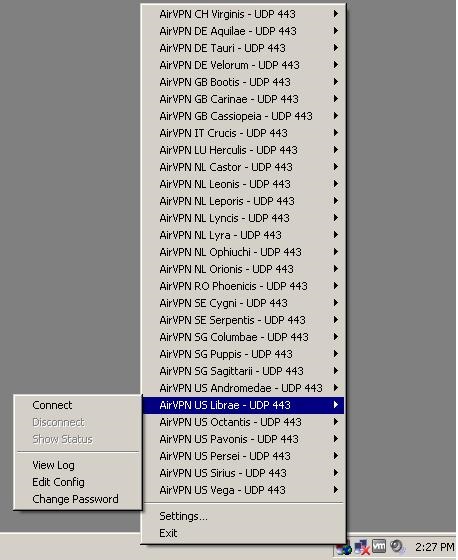 AirVPN CH Virginis - UDP 443
AirVPN DE Aquilae - UDP 443
AirVPN DE Tauri - UDP 443
AirVPN DE Velorum - UDP 443
AirVPN GB Bootis - UDP 443
AirVPN GB Carinae - UDP 443
AirVPN GB Cassiopeia - UDP 443
AirVPN IT Crucis - UDP 443
AirVPN LU Herculis - UDP 443
AirVPN NL Castor - UDP 443
AirVPN NL Leonis - UDP 443
AirVPN NL Leporis - UDP 443
AirVPN NL Lyncis - UDP 443
AirVPN NL Lyra - UDP 443
AirVPN NL Ophiuchi - UDP 443
AirVPN NL Orionis - UDP 443
AirVPN RO Phoenicis - UDP 443
AirVPN SE Cygni - UDP 443
AirVPN SE Serpentis - UDP 443
AirVPN SG Columbae - UDP 443
AirVPN SG Puppis - UDP 443
AirVPN SG Sagittarii - UDP 443
AirVPN US Andromedae - UDP 443
AirVPN US Librae - UDP 443
AirVPN US Octantis - UDP 443
AirVPN US Pavonis - UDP 443
AirVPN US Persei - UDP 443
AirVPN US Sirius - UDP 443
AirVPN US Vega - UDP 443
Settings...
Exit
Connect
Disconnect
Show Status
View Log
Edit Config
Change Password
vm
2:27 PM